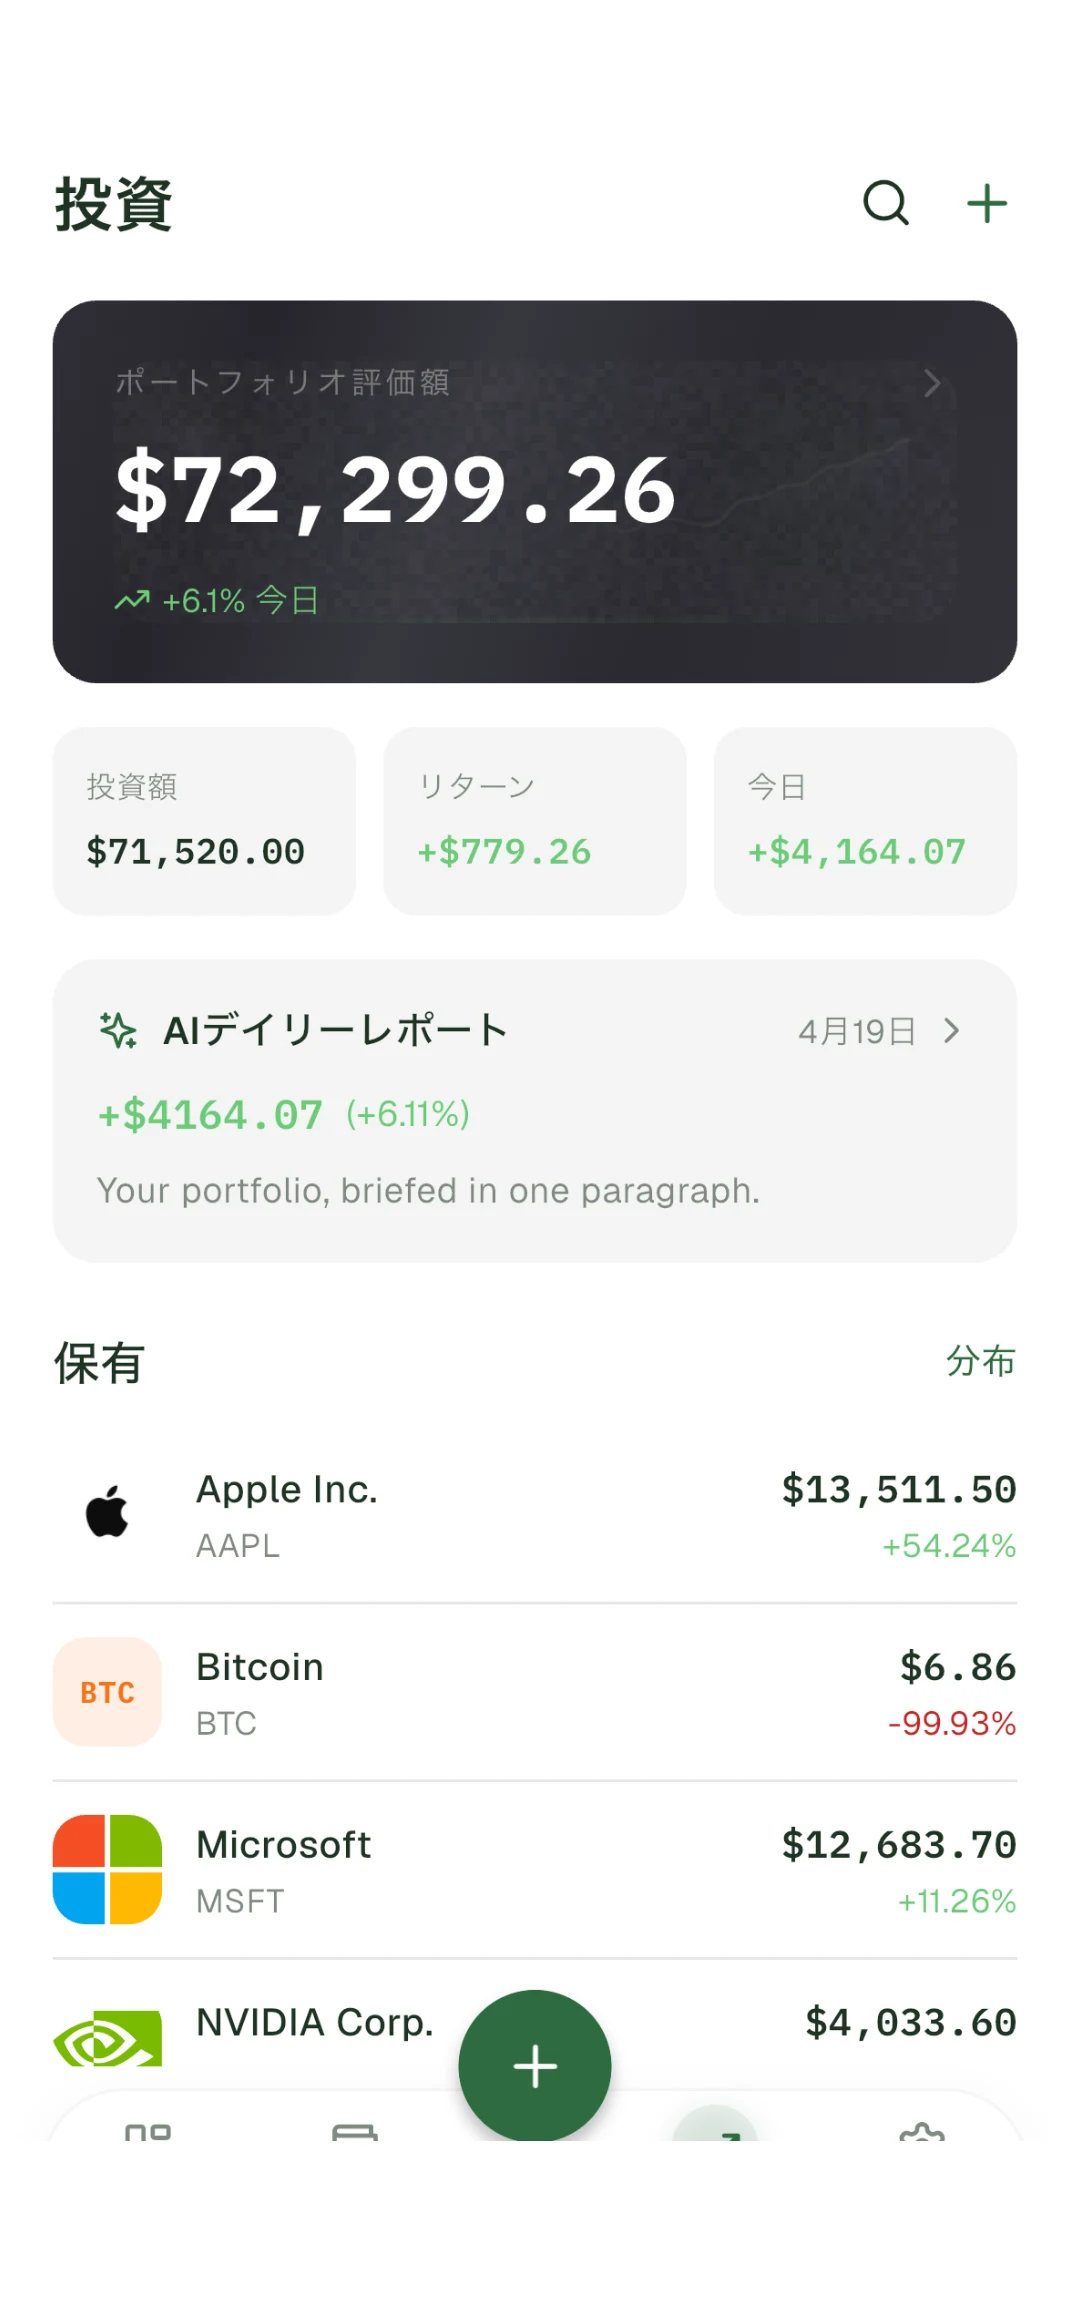 投資
ポートフォリオ評価額
$72,299.26
+6.1% 今日
投資額
$71,520.00
リターン
+$779.26
今日
+$4,164.07
AIデイリーレポート
4月19日
+$4164.07 (+6.11%)
Your portfolio, briefed in one paragraph.
保有
分布
Apple Inc.
$13,511.50
AAPL
+54.24%
BTC
Bitcoin
$6.86
BTC
-99.93%
Microsoft
$12,683.70
MSFT
+11.26%
NVIDIA Corp.
$4,033.60